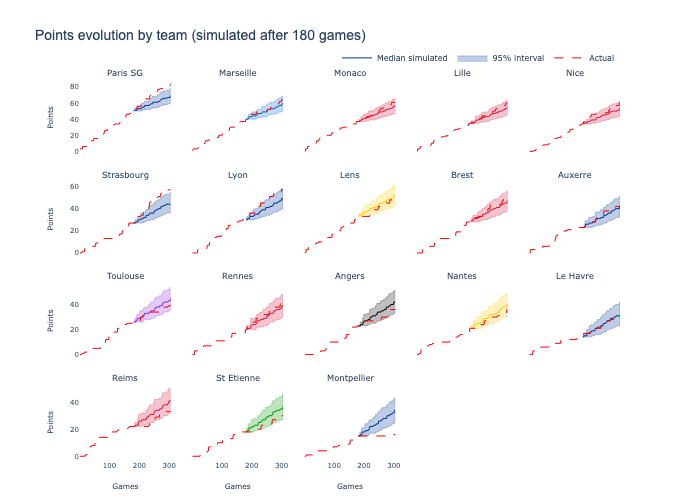 Points evolution by team (simulated after 180 games)
Median simulated 95% interval Actual
Paris SG Marseille Monaco Lille Nice
80
60
40
20
0
Points
Strasbourg Lyon Lens Brest Auxerre
60
40
20
0
Points
Toulouse Rennes Angers Nantes Le Havre
40
20
0
Points
Reims St Etienne Montpellier
40
20
0
Points
100 200 300 100 200 300 100 200 300
Games Games Games